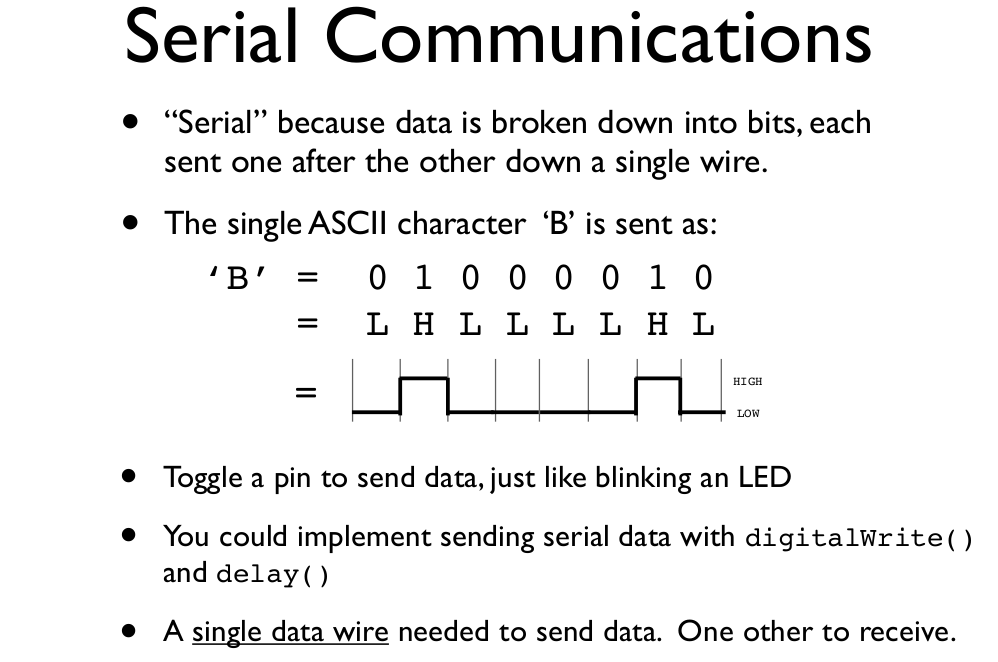 Serial Communications
• “Serial” because data is broken down into bits, each
sent one after the other down a single wire.
• The single ASCII character ‘B’ is sent as:
‘B’ = 0 1 0 0 0 0 1 0
= L H L L L L H L
=
HIGH
LOW
• Toggle a pin to send data, just like blinking an LED
• You could implement sending serial data with digitalWrite()
and delay()
• A single data wire needed to send data. One other to receive.